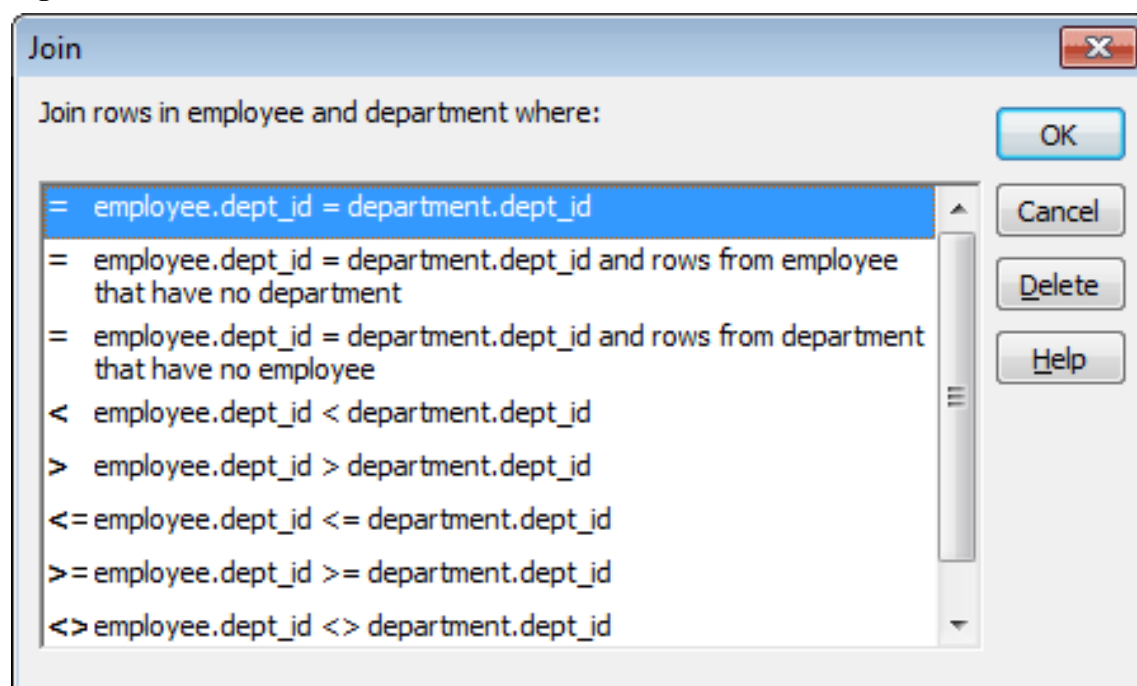 Join
Join rows in employee and department where:
OK
= employee.dept_id = department.dept_id
Cancel
= employee.dept_id = department.dept_id and rows from employee
that have no department
Delete
= employee.dept_id = department.dept_id and rows from department
that have no employee
Help
< employee.dept_id < department.dept_id
> employee.dept_id > department.dept_id
<= employee.dept_id <= department.dept_id
>= employee.dept_id >= department.dept_id
<> employee.dept_id <> department.dept_id